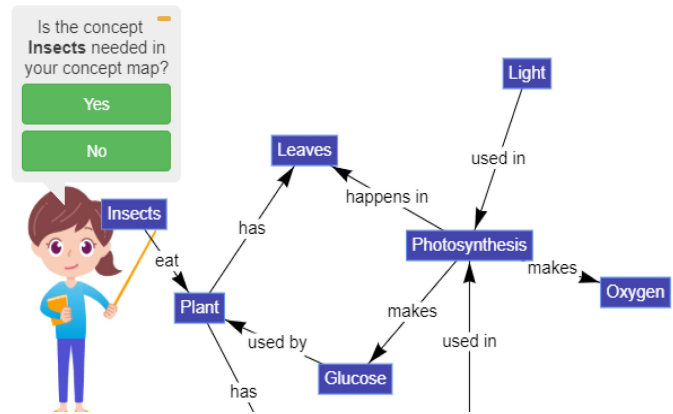 Is the concept
Insects needed in
your concept map?
Yes
No
Light
Leaves
used in
happens in
Insects
has
Photosynthesis
eat
makes
Oxygen
Plant
makes
used by
used in
Glucose
has